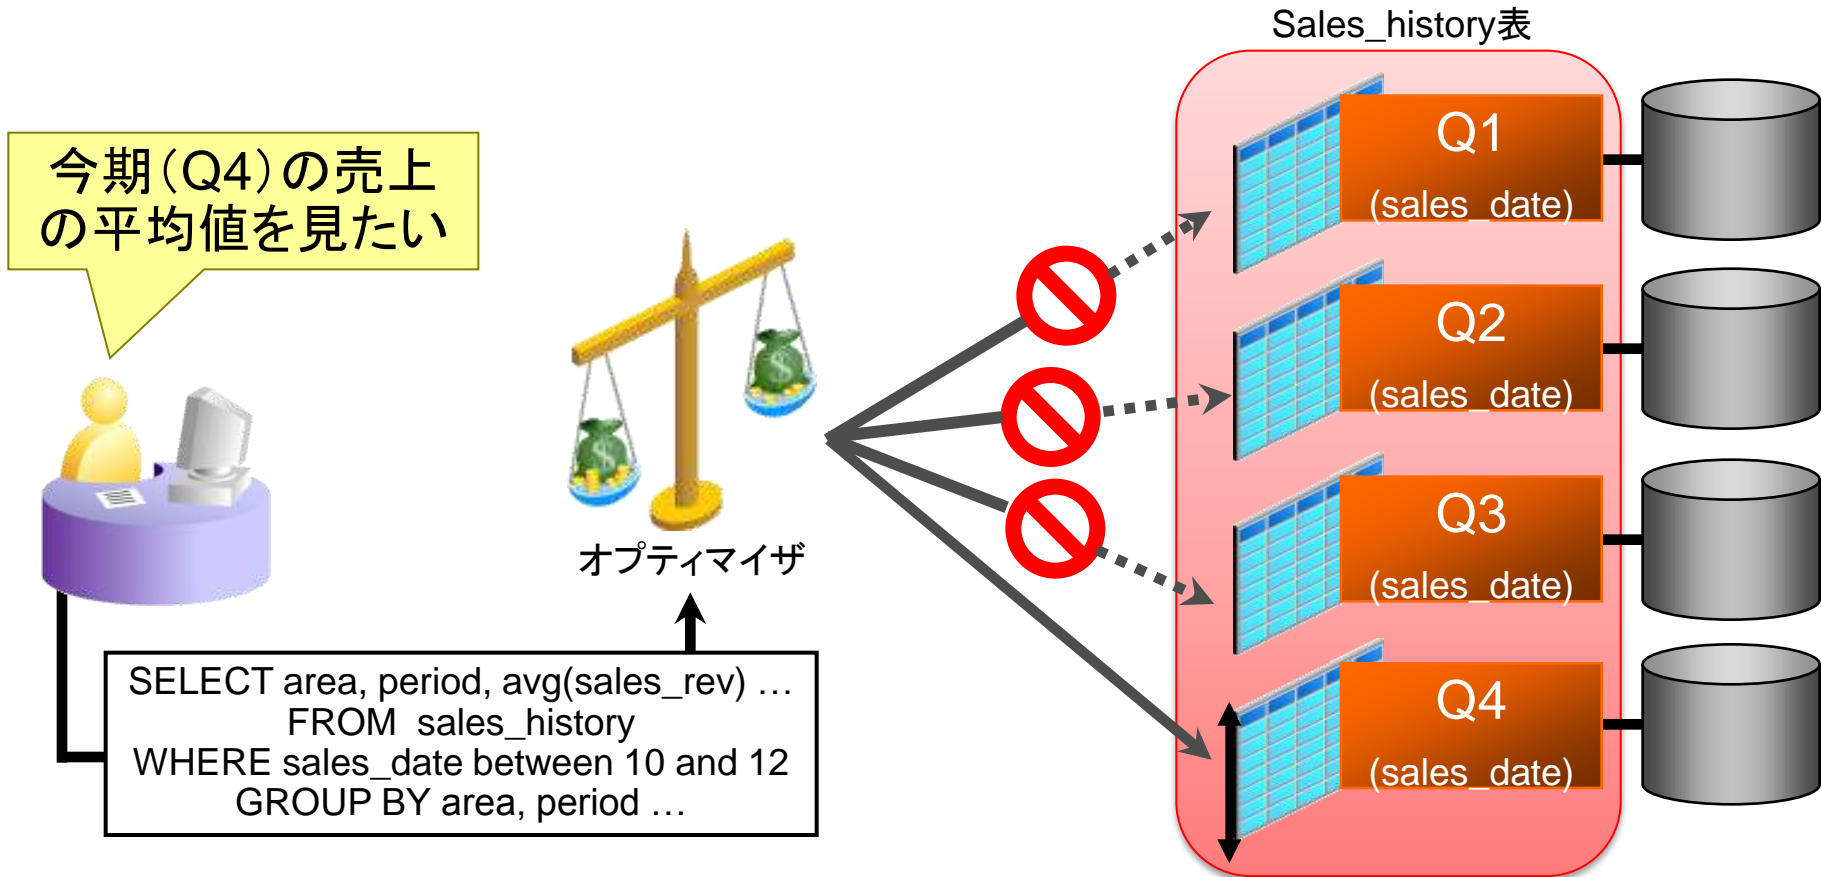 Sales_history表
今期（Q4）の売上
の平均値を見たい
オプティマイザ
SELECT area, period, avg(sales_rev) …
FROM sales_history
WHERE sales_date between 10 and 12
GROUP BY area, period …
Q1
(sales_date)
Q2
(sales_date)
Q3
(sales_date)
Q4
(sales_date)